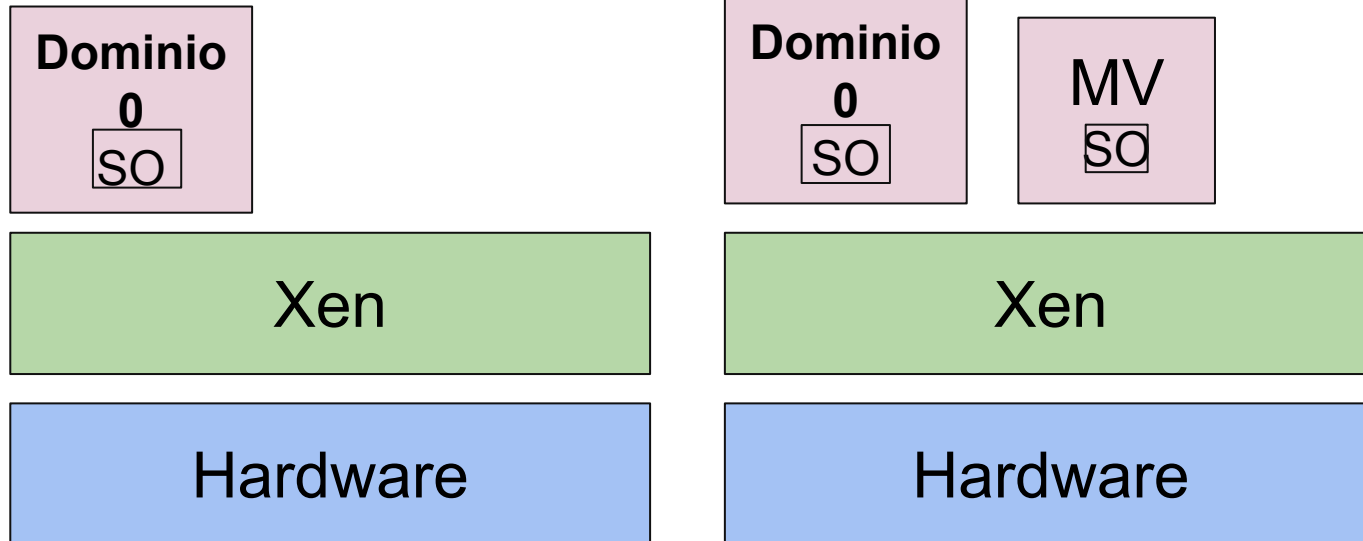 Dominio
0
SO
Xen
Hardware
Dominio
0
SO
MV
SO
Xen
Hardware